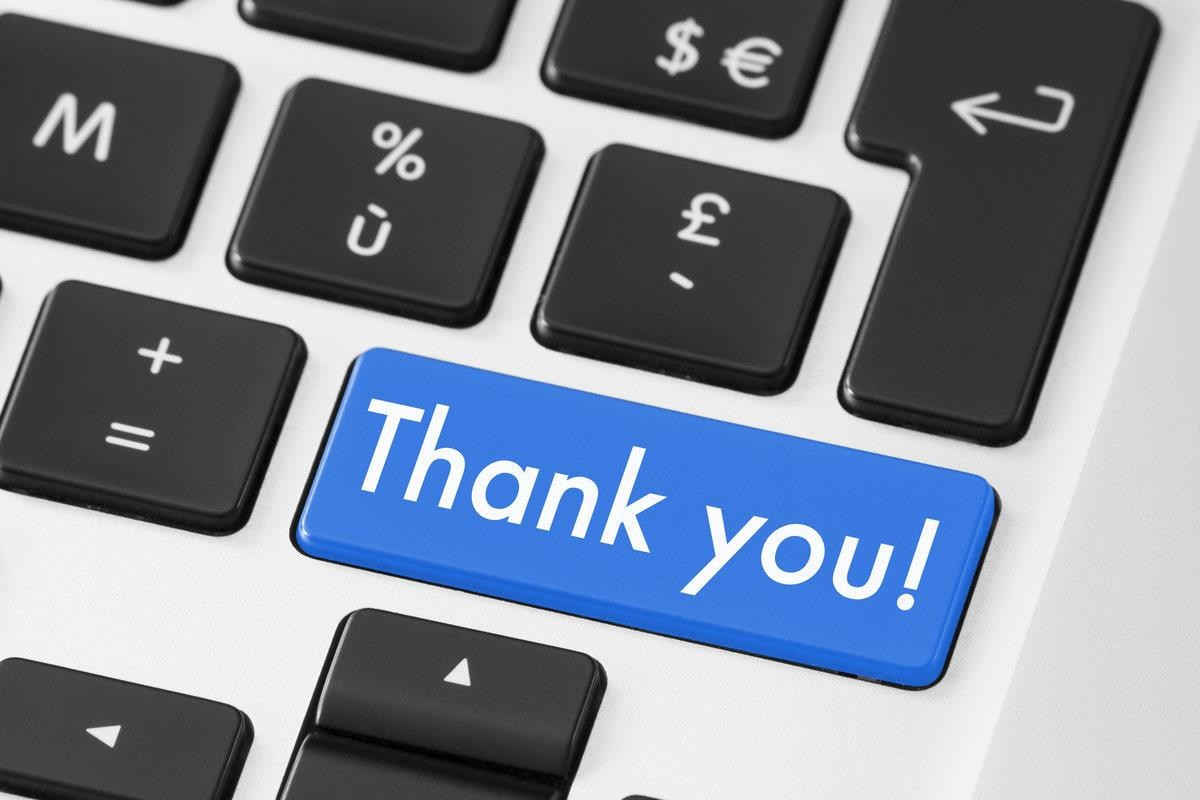 $ €
M
%
ù
£
`
+
=
Thank you!